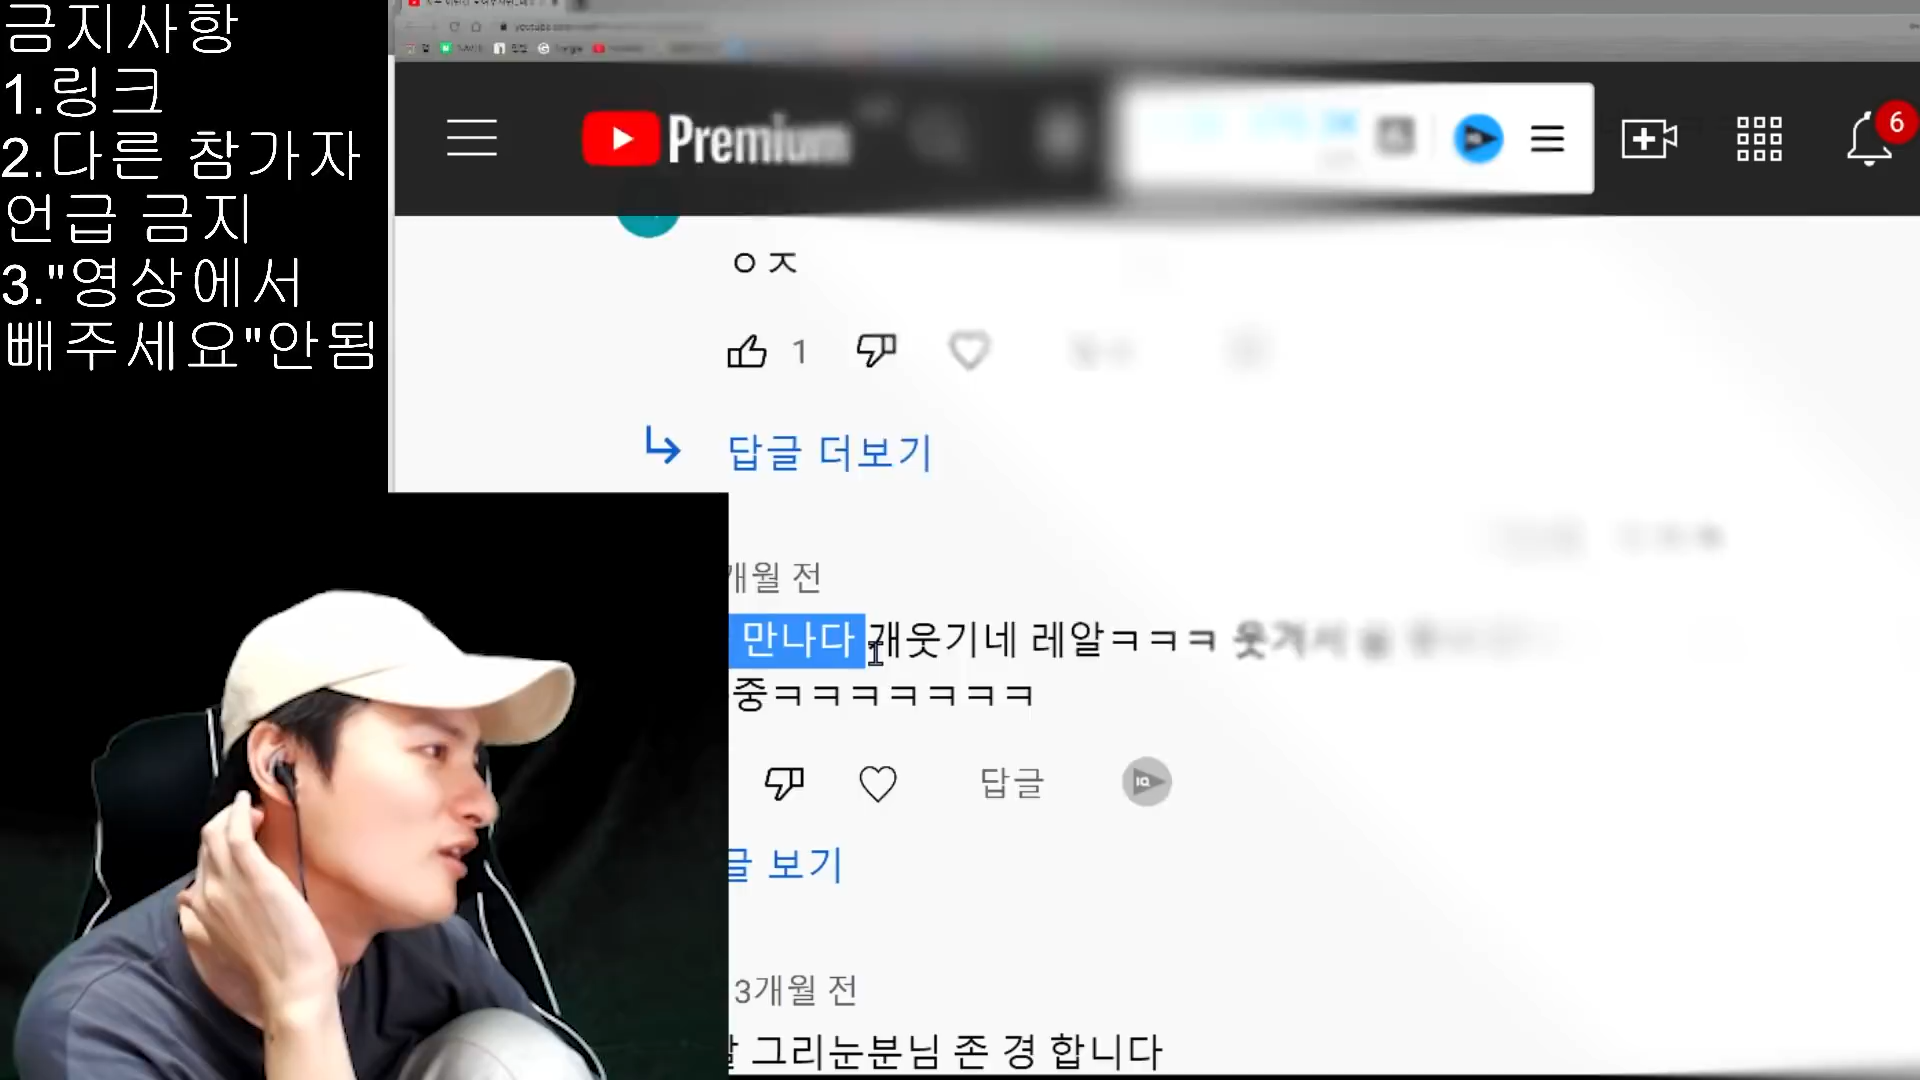 금지사항
1.링크
2.다른 참가자
언급 금지
3."영상에서
빼주세요"안됨
Premium
6
ㅇㅈ
1
답글 더보기
개월 전
만나다 개웃기네 레알ㅋㅋㅋ 웃겨서
중ㅋㅋㅋㅋㅋㅋㅋ
답글
IQ
글 보기
3개월 전
그리눈분님 존 경 합니다